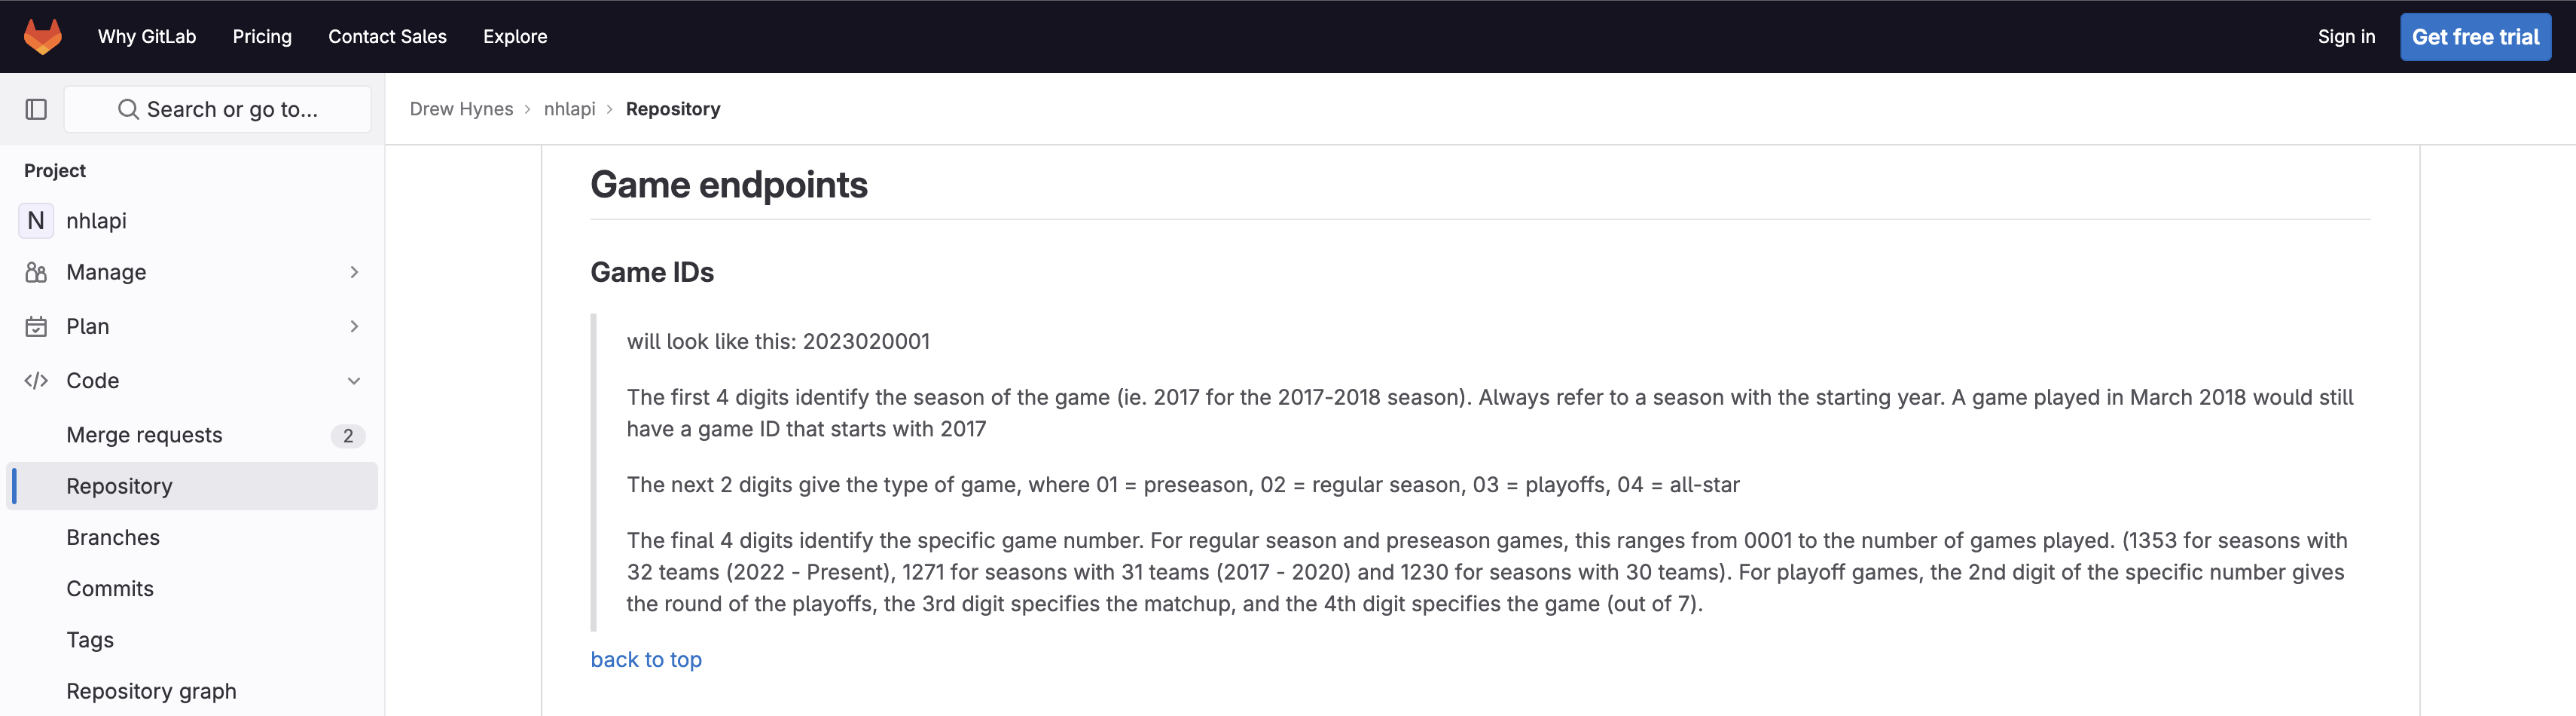 Why GitLab Pricing Contact Sales Explore Sign in Get free trial
Search or go to...
Drew Hynes > nhlapi > Repository
Project
N nhlapi
Manage
Plan
Code
Merge requests 2
Repository
Branches
Commits
Tags
Repository graph
Game endpoints
Game IDs
will look like this: 2023020001
The first 4 digits identify the season of the game (ie. 2017 for the 2017-2018 season). Always refer to a season with the starting year. A game played in March 2018 would still
have a game ID that starts with 2017
The next 2 digits give the type of game, where 01 = preseason, 02 = regular season, 03 = playoffs, 04 = all-star
The final 4 digits identify the specific game number. For regular season and preseason games, this ranges from 0001 to the number of games played. (1353 for seasons with
32 teams (2022 - Present), 1271 for seasons with 31 teams (2017 - 2020) and 1230 for seasons with 30 teams). For playoff games, the 2nd digit of the specific number gives
the round of the playoffs, the 3rd digit specifies the matchup, and the 4th digit specifies the game (out of 7).
back to top